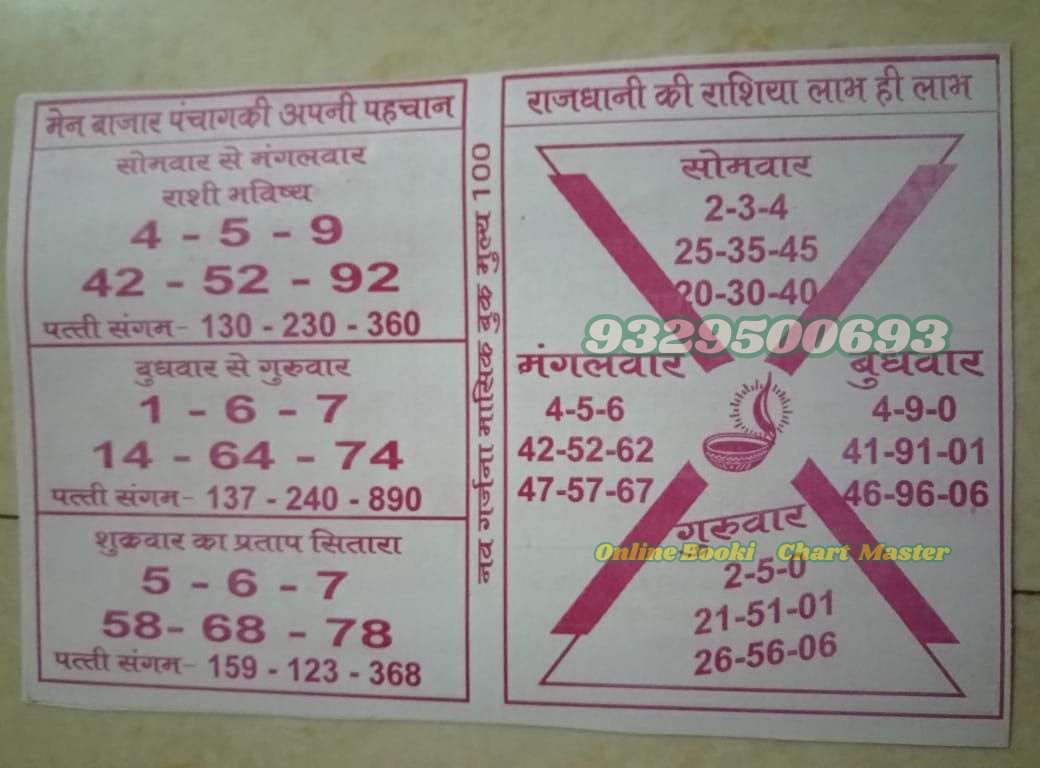 मेन बाजार पंचागकी अपनी पहचान
सोमवार से मंगलवार
राशी भविष्य
4 - 5 - 9
42 - 52 - 92
पत्ती संगम- 130 - 230 - 360
बुधवार से गुरुवार
1 - 6 - 7
14 - 64 - 74
पत्ती संगम- 137 - 240 - 890
शुक्रवार का प्रताप सितारा
5 - 6 - 7
58- 68 - 78
पत्ती संगम- 159 - 123 - 368
नव गर्जना मासिक बुक मुल्य 100
राजधानी की राशिया लाभ ही लाभ
सोमवार
2-3-4
25-35-45
20-30-40
9329500693
मंगलवार
4-5-6
42-52-62
47-57-67
बुधवार
4-9-0
41-91-01
46-96-06
गरुवार
Online Booki Chart Master
2-5-0
21-51-01
26-56-06